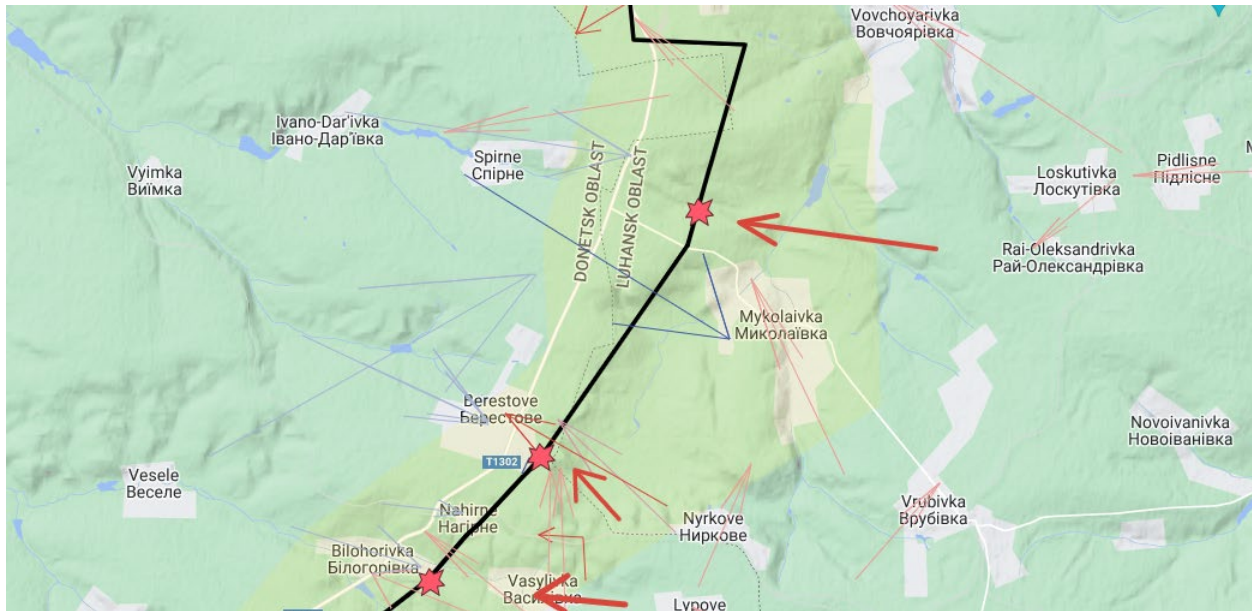 Vovchoyarivka
Вовчоярівка
Ivano-Dar'ivka
Івано-Дар'ївка
Spirne
Спірне
Vyimka
Виїмка
Loskutivka
Лоскутівка
Pidlisne
Підлісне
DONETSK OBLAST
LUHANSK OBLAST
Rai-Oleksandrivka
Рай-Олександрівка
Mykolaivka
Миколаївка
Berestove
Берестове
T1302
Novoivanivka
Новоіванівка
Vesele
Веселе
Vrubivka
Врубівка
Nahirne
Нагірне
Nyrkove
Ниркове
Bilohorivka
Білогорівка
Vasylivka
Василівка
Lypove